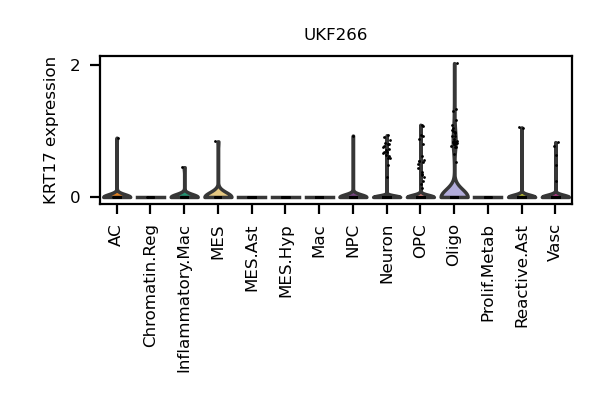 UKF266
KRT17 expression
2
0
AC
Chromatin.Reg
Inflammatory.Mac
MES
MES.Ast
MES.Hyp
Mac
NPC
Neuron
OPC
Oligo
Prolif.Metab
Reactive.Ast
Vasc